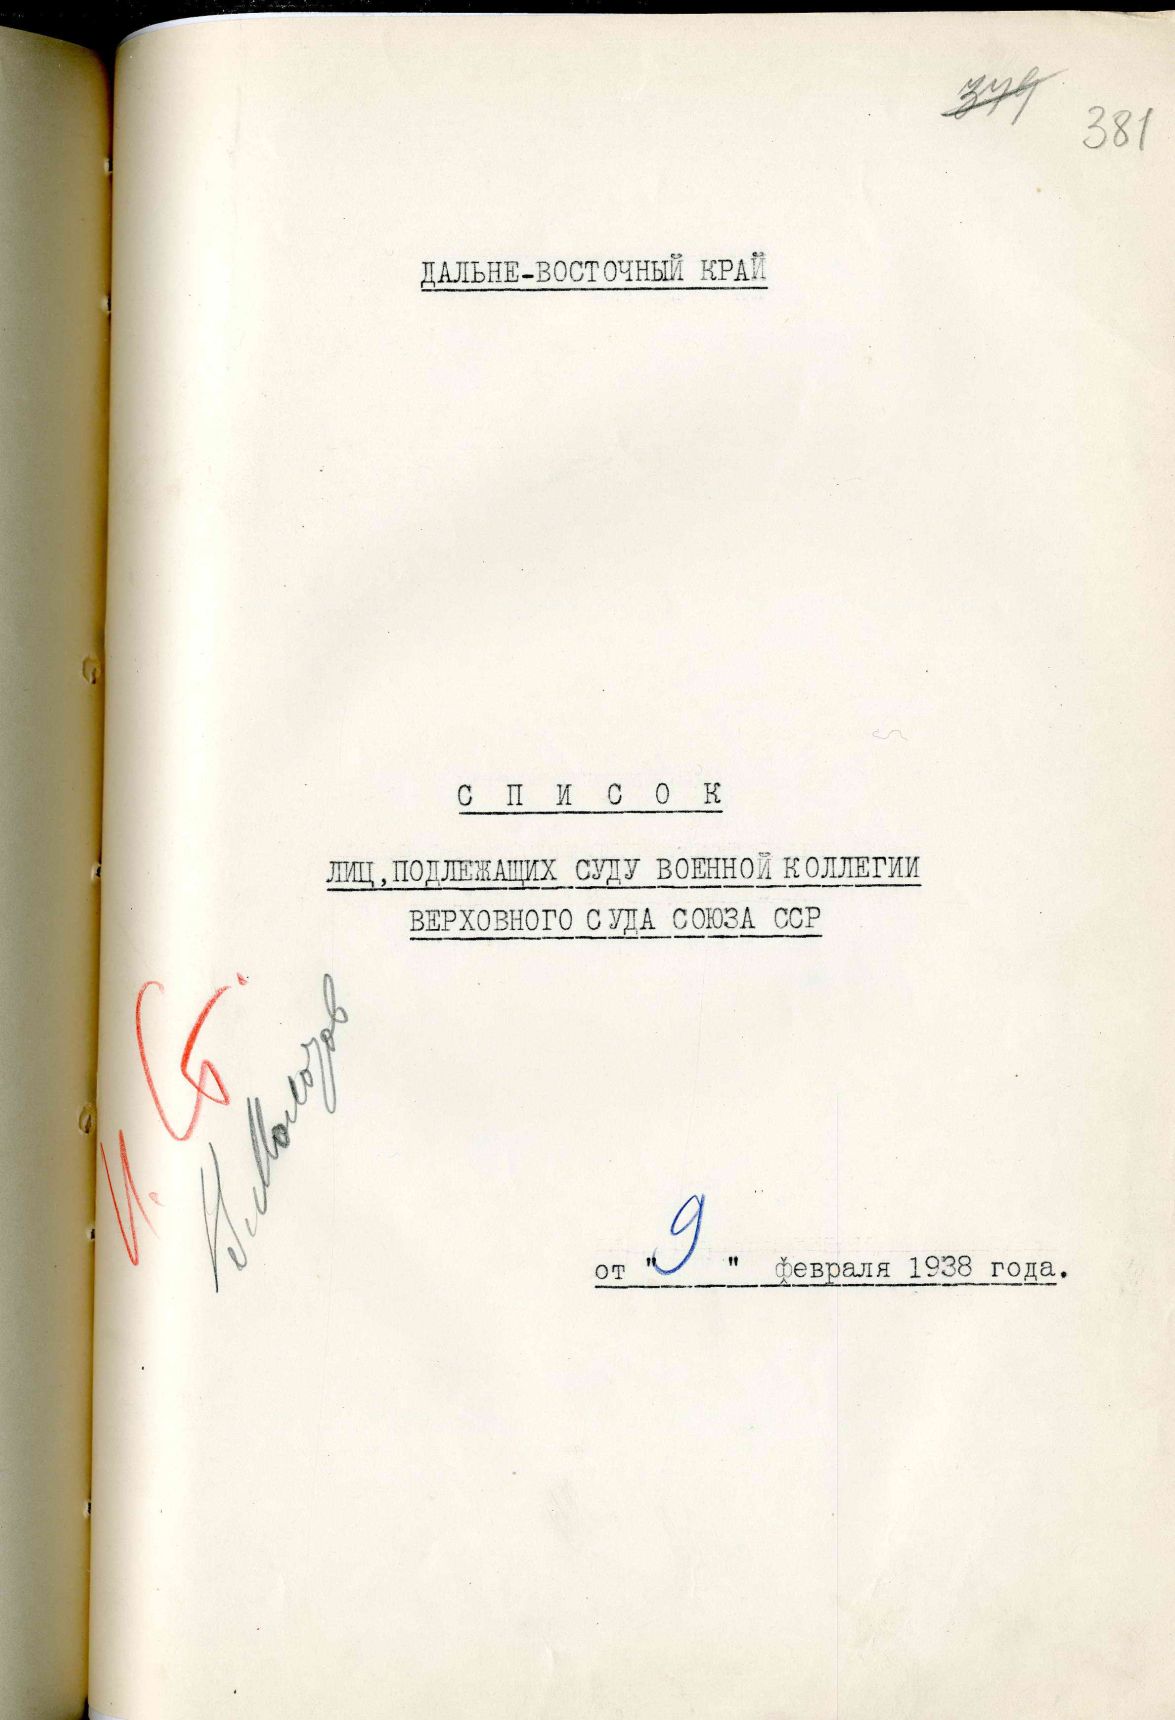 379
381
ДАЛЬНЕ-ВОСТОЧНЫЙ КРАЙ
С П И С О К
ЛИЦ, ПОДЛЕЖАЩИХ СУДУ ВОЕННОЙ КОЛЛЕГИИ
ВЕРХОВНОГО СУДА СОЮЗА ССР
И. Ст.
В. Молотов
от "9" февраля 1938 года.